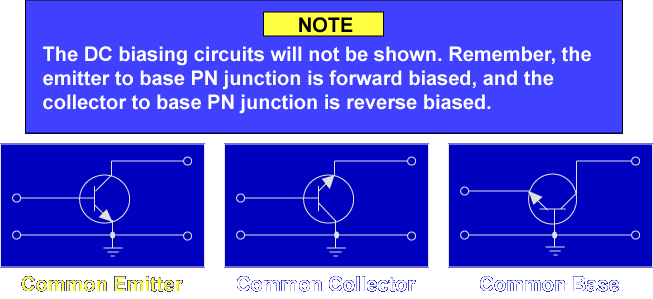 NOTE
The DC biasing circuits will not be shown. Remember, the
emitter to base PN junction is forward biased, and the
collector to base PN junction is reverse biased.
Common Emitter
Common Collector
Common Base